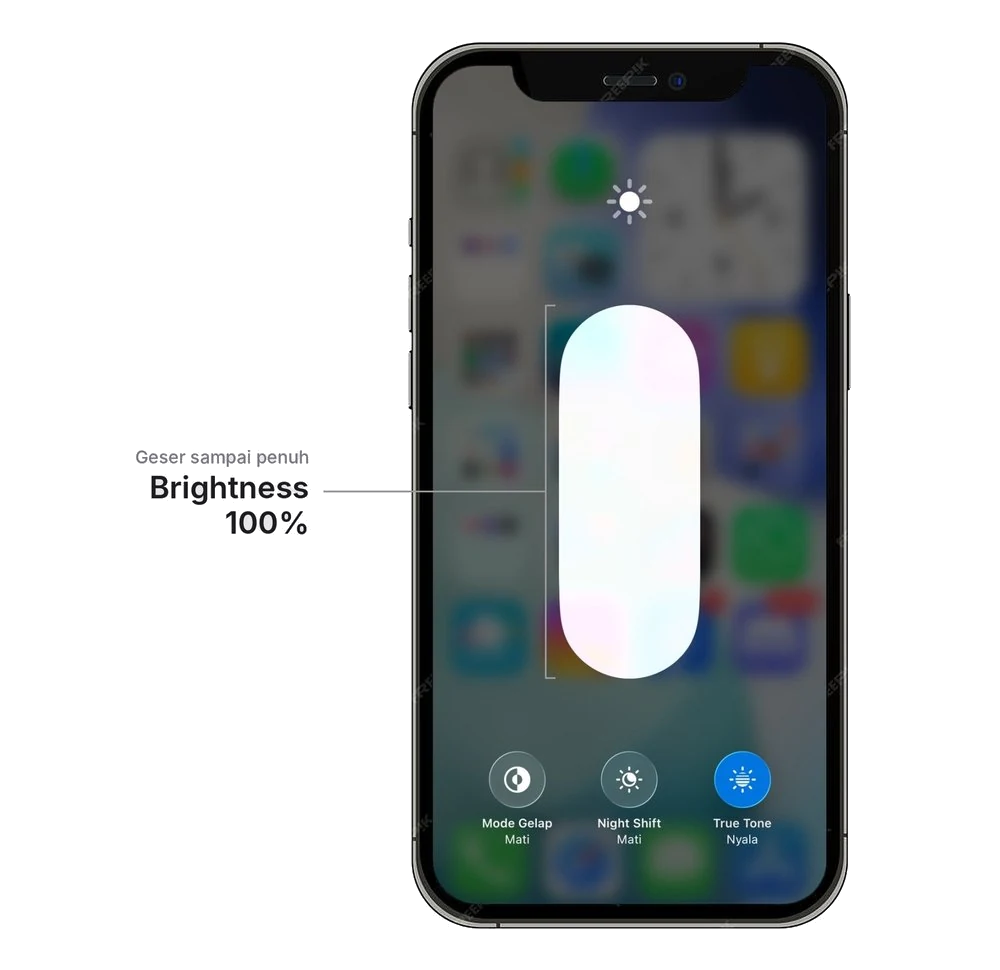 Geser sampai penuh
Brightness
100%
Mode Gelap
Mati
Night Shift
Mati
True Tone
Nyala